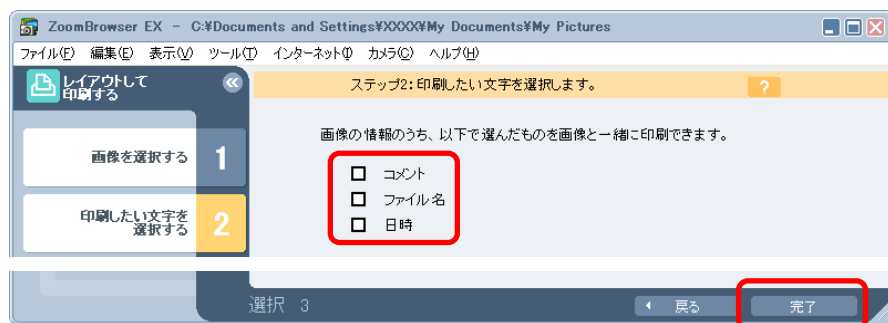 ZoomBrowser EX - C:¥Documents and Settings¥XXXX¥My Documents¥My Pictures
ファイル(F) 編集(E) 表示(V) ツール(T) インターネット(I) カメラ(C) ヘルプ(H)
レイアウトして
印刷する
ステップ2:印刷したい文字を選択します。
?
画像の情報のうち、以下で選んだものを画像と一緒に印刷できます。
画像を選択する 1
コメント
ファイル名
日時
印刷したい文字を
選択する 2
選択 3
戻る
完了